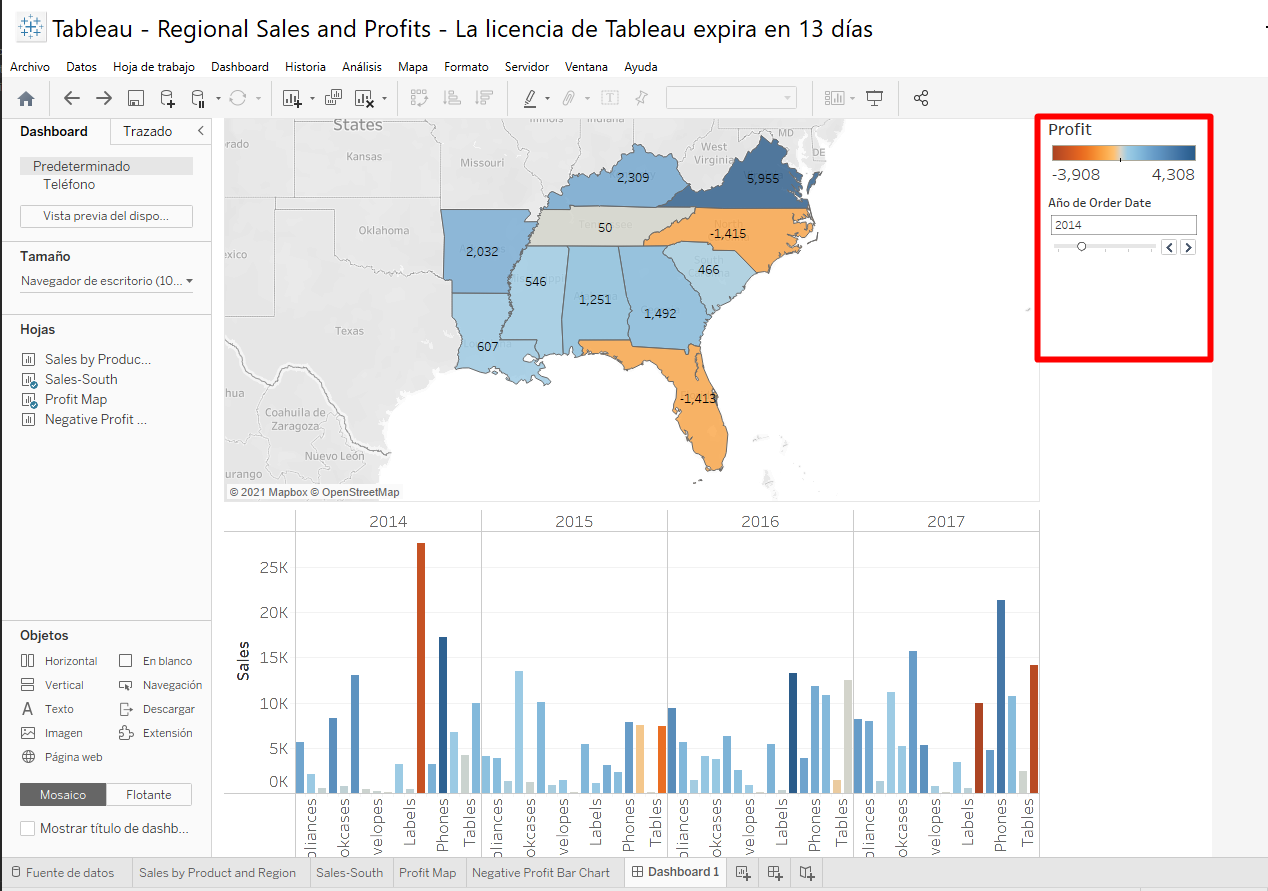 Tableau - Regional Sales and Profits - La licencia de Tableau expira en 13 días
Archivo Datos Hoja de trabajo Dashboard Historia Análisis Mapa Formato Servidor Ventana Ayuda
Dashboard Trazado
Predeterminado
Teléfono
Vista previa del dispo...
Tamaño
Navegador de escritorio (10...
Hojas
Sales by Produc...
Sales-South
Profit Map
Negative Profit ...
Objetos
Horizontal En blanco
Vertical Navegación
Texto Descargar
Imagen Extensión
Página web
Mosaico Flotante
Mostrar título de dashb...
States
Illinois Indiana
MD
DE
West
Virginia
orado
Kansas
Missouri
2,309
5,955
Oklahoma
50
-1,415
exico
2,032
546
466
1,251
1,492
Texas
607
hua
Coahuila de
Zaragoza
-1,413
Nuevo León
urango
© 2021 Mapbox © OpenStreetMap
Profit
-3,908 4,308
Año de Order Date
2014
2014 2015 2016 2017
Sales
25K
20K
15K
10K
5K
0K
pliances okcases velopes Labels Phones Tables pliances okcases velopes Labels Phones Tables pliances okcases velopes Labels Phones Tables pliances okcases velopes Labels Phones Tables
Fuente de datos Sales by Product and Region Sales-South Profit Map Negative Profit Bar Chart Dashboard 1